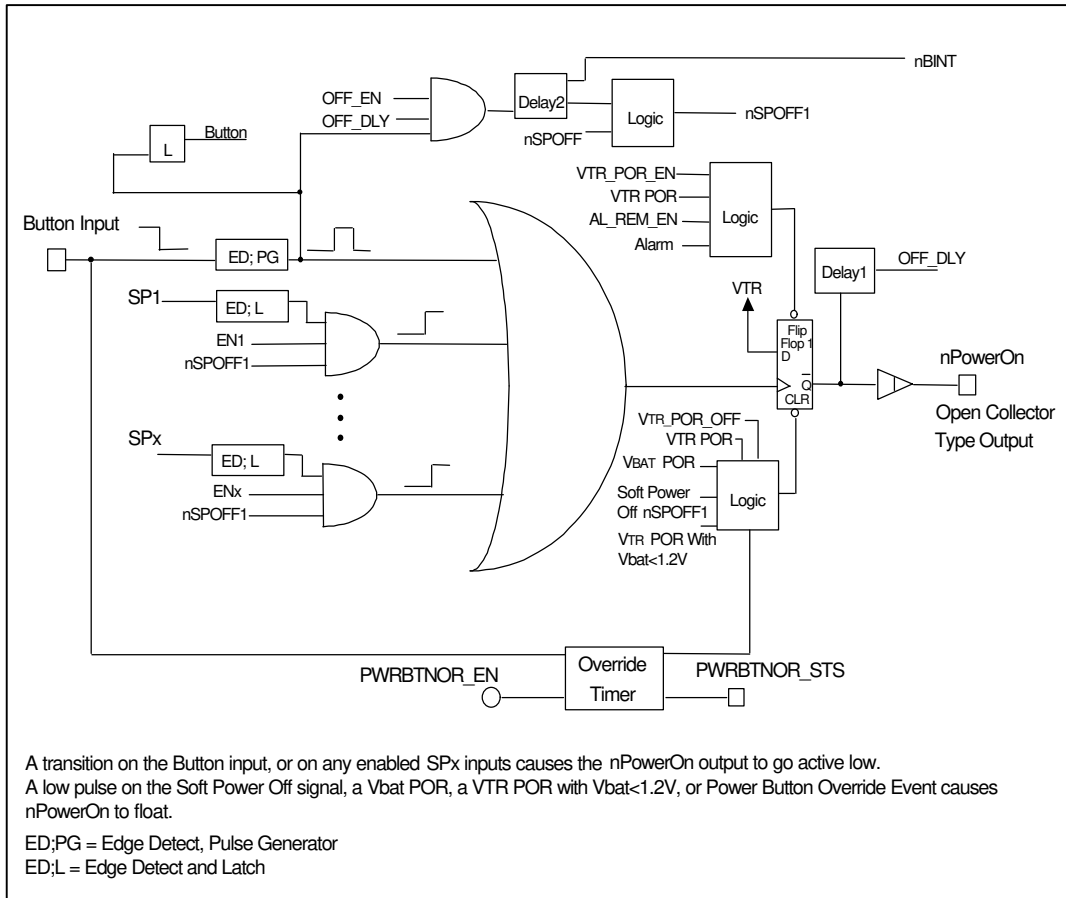 nBINT
OFF_EN
OFF_DLY
Delay2
Logic
nSPOFF1
nSPOFF
Button
L
VTR_POR_EN
VTR POR
AL_REM_EN
Alarm
Logic
Button Input
ED; PG
Delay1
OFF_DLY
SP1
ED; L
EN1
nSPOFF1
VTR
Flip
Flop 1
D
Q
CLR
nPowerOn
Open Collector
Type Output
SPx
ED; L
ENx
nSPOFF1
VTR_POR_OFF
VTR POR
VBAT POR
Soft Power
Off nSPOFF1
Logic
VTR POR With
Vbat<1.2V
PWRBTNOR_EN
Override
Timer
PWRBTNOR_STS
A transition on the Button input, or on any enabled SPx inputs causes the nPowerOn output to go active low.
A low pulse on the Soft Power Off signal, a Vbat POR, a VTR POR with Vbat<1.2V, or Power Button Override Event causes
nPowerOn to float.
ED;PG = Edge Detect, Pulse Generator
ED;L = Edge Detect and Latch